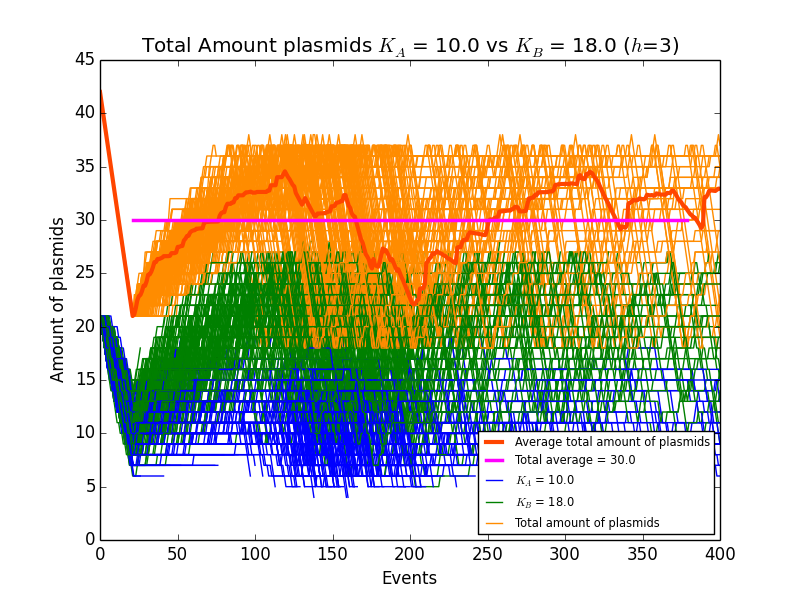 Total Amount plasmids K_A = 10.0 vs K_B = 18.0 (h=3)
45
40
35
30
25
20
15
10
5
0
Amount of plasmids
Average total amount of plasmids
Total average = 30.0
K_A = 10.0
K_B = 18.0
Total amount of plasmids
0 50 100 150 200 250 300 350 400
Events